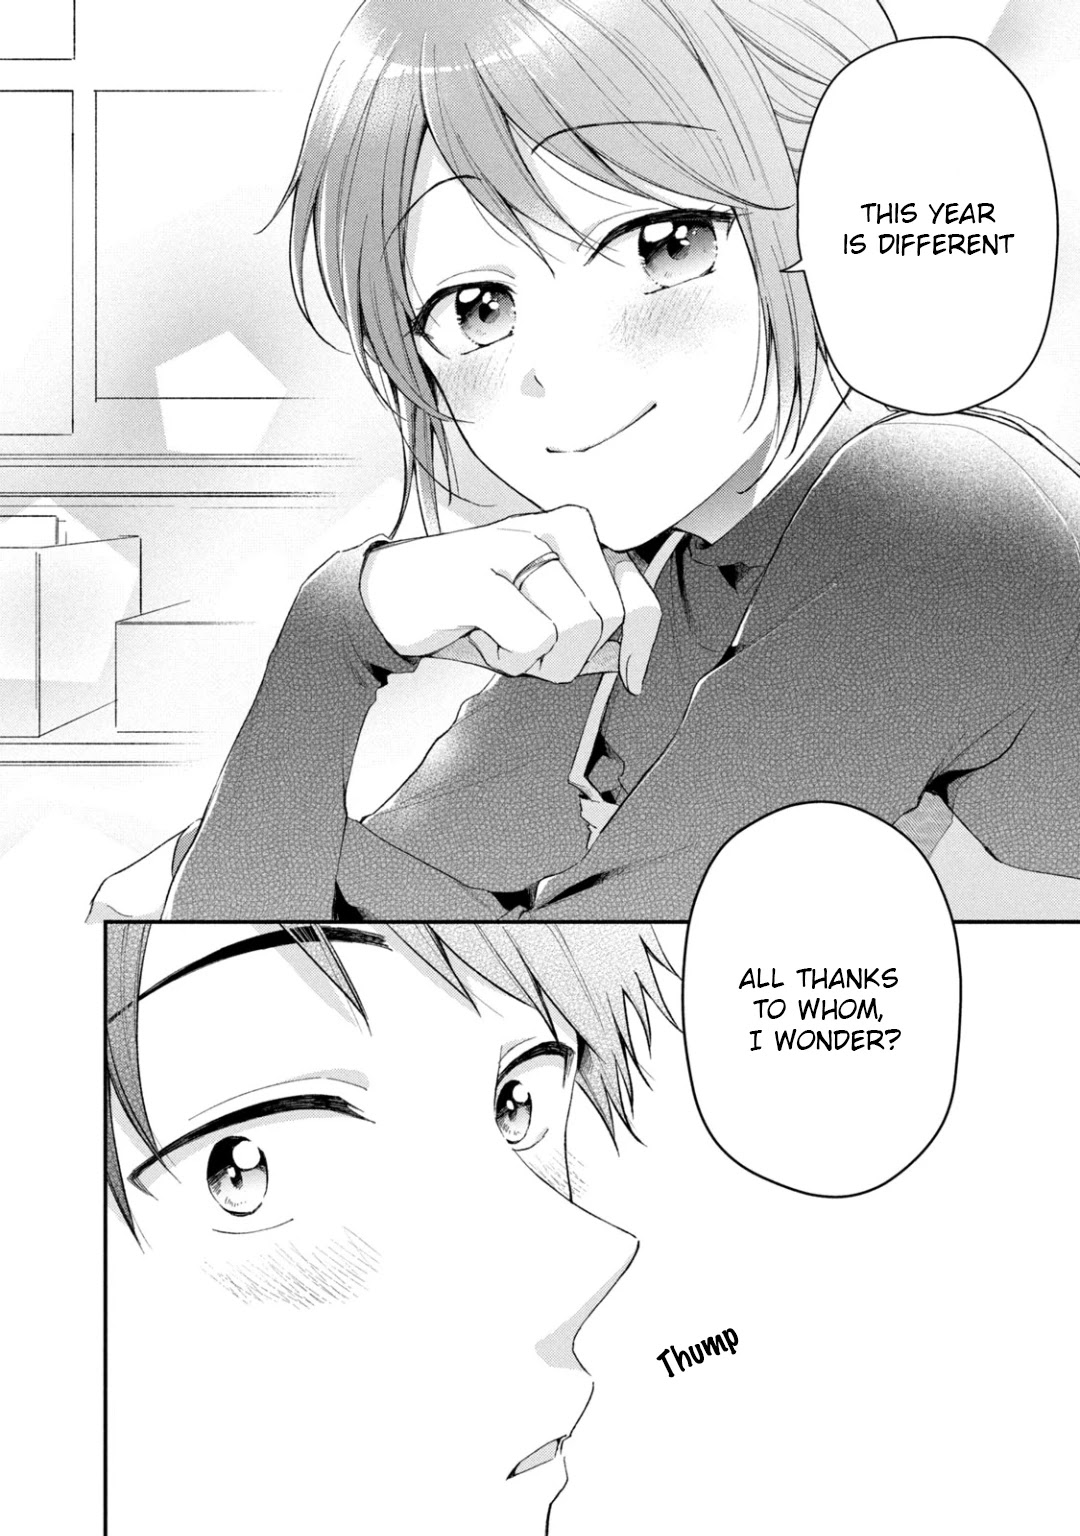 THIS YEAR
IS DIFFERENT
ALL THANKS
TO WHOM,
I WONDER?
Thump